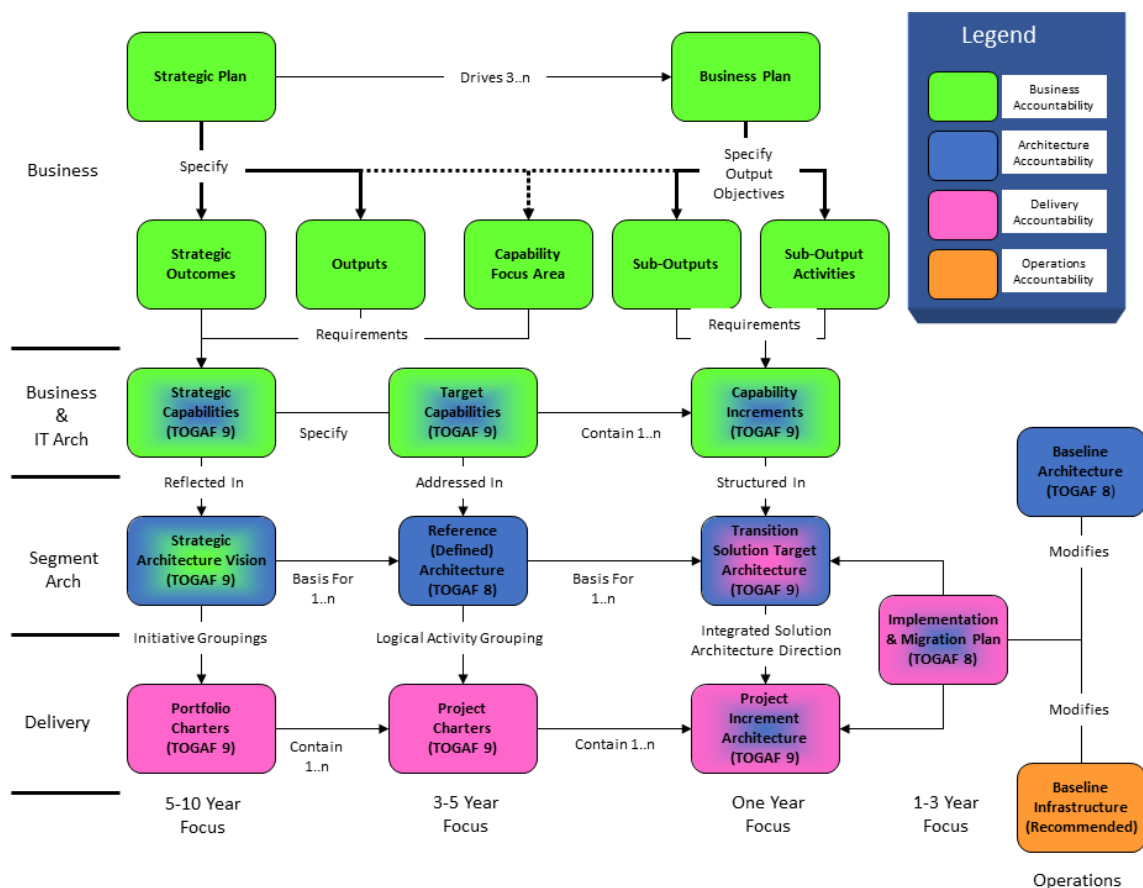 Legend
Strategic Plan
Drives 3..n
Business Plan
Business
Accountability
Architecture
Accountability
Delivery
Accountability
Operations
Accountability
Business
Specify
Specify
Output
Objectives
Strategic
Outcomes
Outputs
Capability
Focus Area
Sub-Outputs
Sub-Output
Activities
Requirements
Requirements
Business
&
IT Arch
Strategic
Capabilities
(TOGAF 9)
Specify
Target
Capabilities
(TOGAF 9)
Contain 1..n
Capability
Increments
(TOGAF 9)
Baseline
Architecture
(TOGAF 8)
Reflected In
Addressed In
Structured In
Segment
Arch
Strategic
Architecture Vision
(TOGAF 9)
Basis For
1..n
Reference
(Defined)
Architecture
(TOGAF 8)
Basis For
1..n
Transition
Solution Target
Architecture
(TOGAF 9)
Modifies
Initiative Groupings
Logical Activity Grouping
Integrated Solution
Architecture Direction
Implementation
& Migration Plan
(TOGAF 8)
Delivery
Portfolio
Charters
(TOGAF 9)
Contain
1..n
Project
Charters
(TOGAF 9)
Contain 1..n
Project
Increment
Architecture
(TOGAF 9)
Modifies
5-10 Year
Focus
3-5 Year
Focus
One Year
Focus
1-3 Year
Focus
Baseline
Infrastructure
(Recommended)
Operations